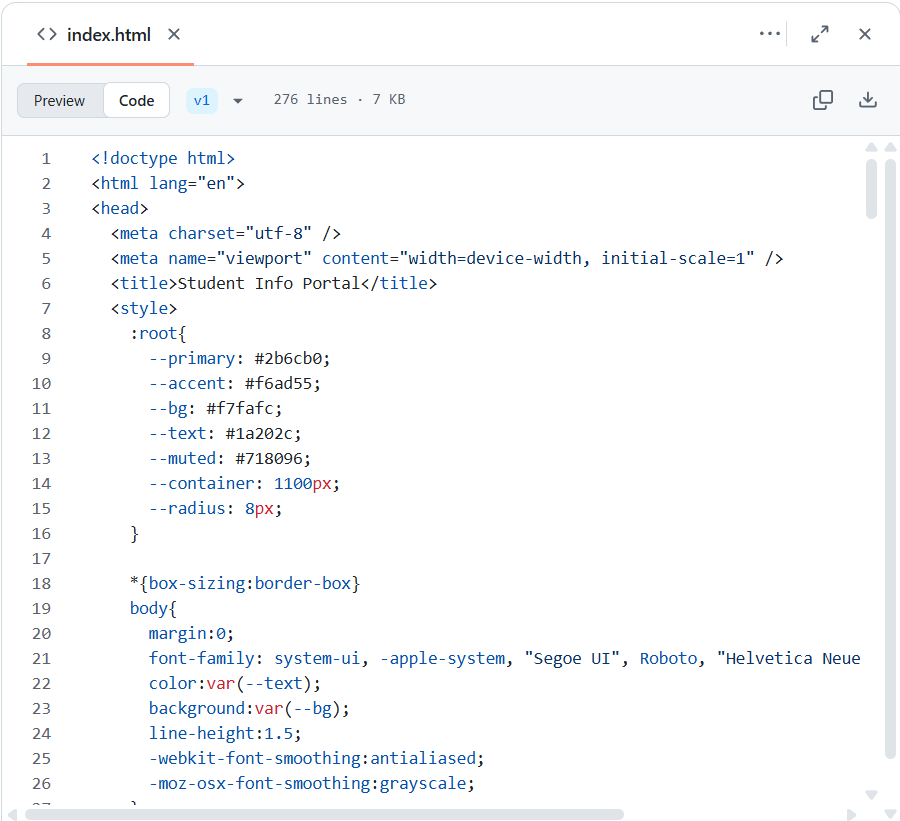 index.html
Preview Code v1 276 lines · 7 KB
1 <!doctype html>
2 <html lang="en">
3 <head>
4   <meta charset="utf-8" />
5   <meta name="viewport" content="width=device-width, initial-scale=1" />
6   <title>Student Info Portal</title>
7   <style>
8     :root{
9       --primary: #2b6cb0;
10       --accent: #f6ad55;
11       --bg: #f7fafc;
12       --text: #1a202c;
13       --muted: #718096;
14       --container: 1100px;
15       --radius: 8px;
16     }
17
18     *{box-sizing:border-box}
19     body{
20       margin:0;
21       font-family: system-ui, -apple-system, "Segoe UI", Roboto, "Helvetica Neue
22       color:var(--text);
23       background:var(--bg);
24       line-height:1.5;
25       -webkit-font-smoothing:antialiased;
26       -moz-osx-font-smoothing:grayscale;